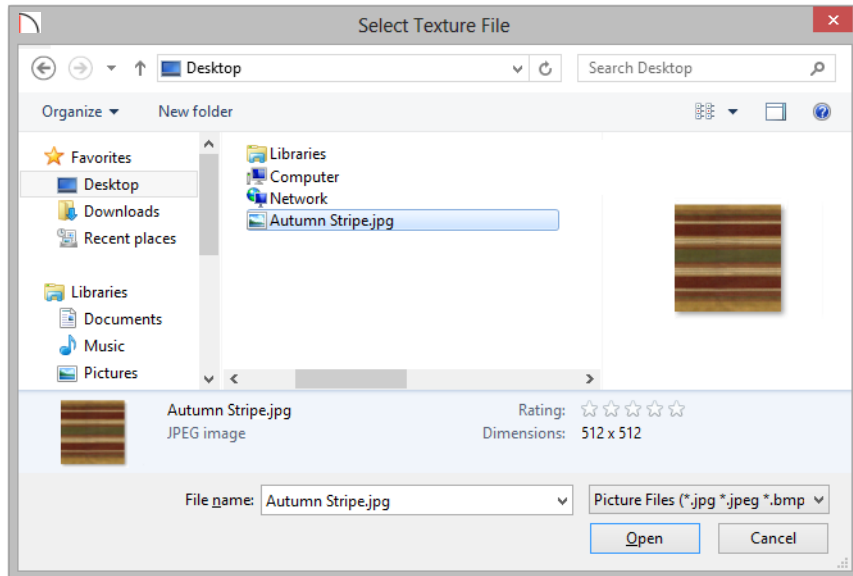 Select Texture File
Desktop
Search Desktop
Organize
New folder
Favorites
Desktop
Downloads
Recent places
Libraries
Documents
Music
Pictures
Libraries
Computer
Network
Autumn Stripe.jpg
Autumn Stripe.jpg
JPEG image
Rating:
Dimensions: 512 x 512
File name: Autumn Stripe.jpg
Picture Files (*.jpg *.jpeg *.bmp
Open
Cancel